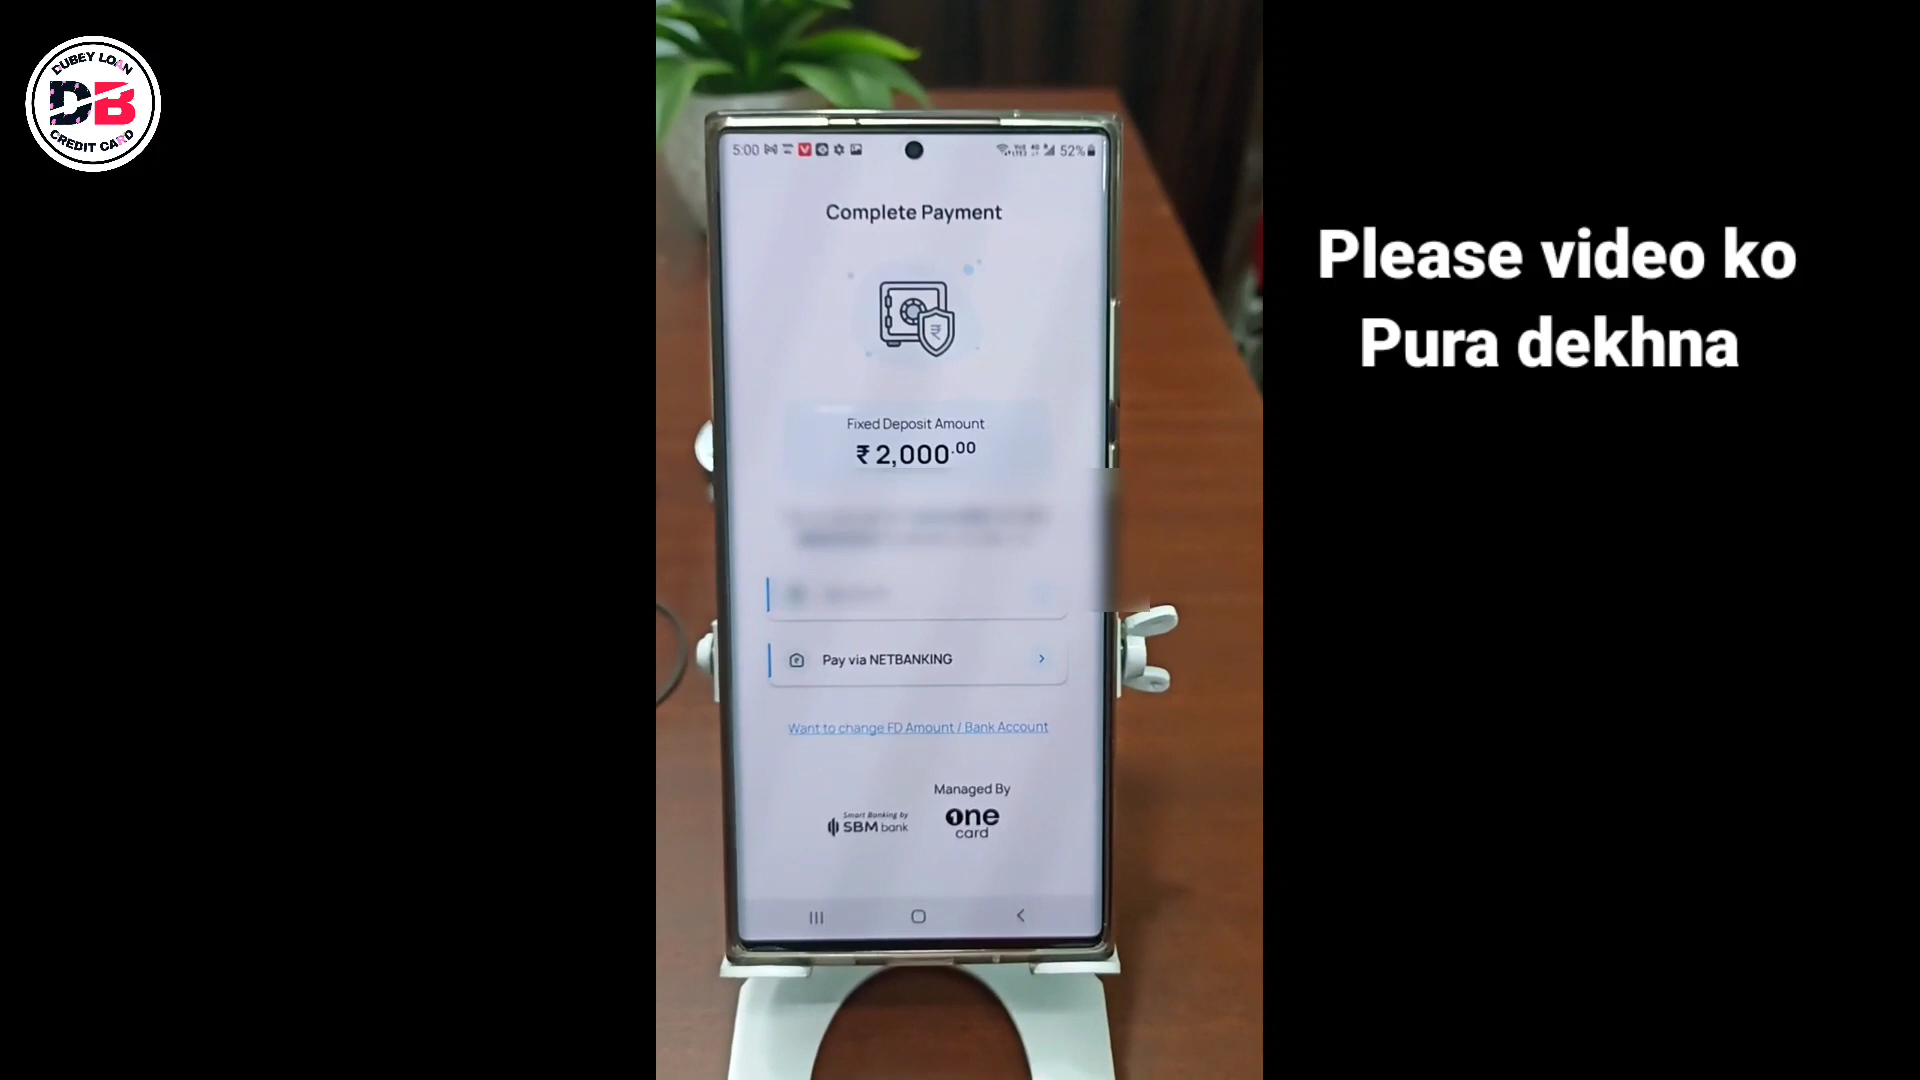 DUBEY LOAN
DB
CREDIT CARD
5:00
52%
Complete Payment
Fixed Deposit Amount
₹ 2,000.00
Pay via NETBANKING
Want to change FD Amount / Bank Account
Managed By
Smart Banking by
SBM bank
one
card
Please video ko
Pura dekhna